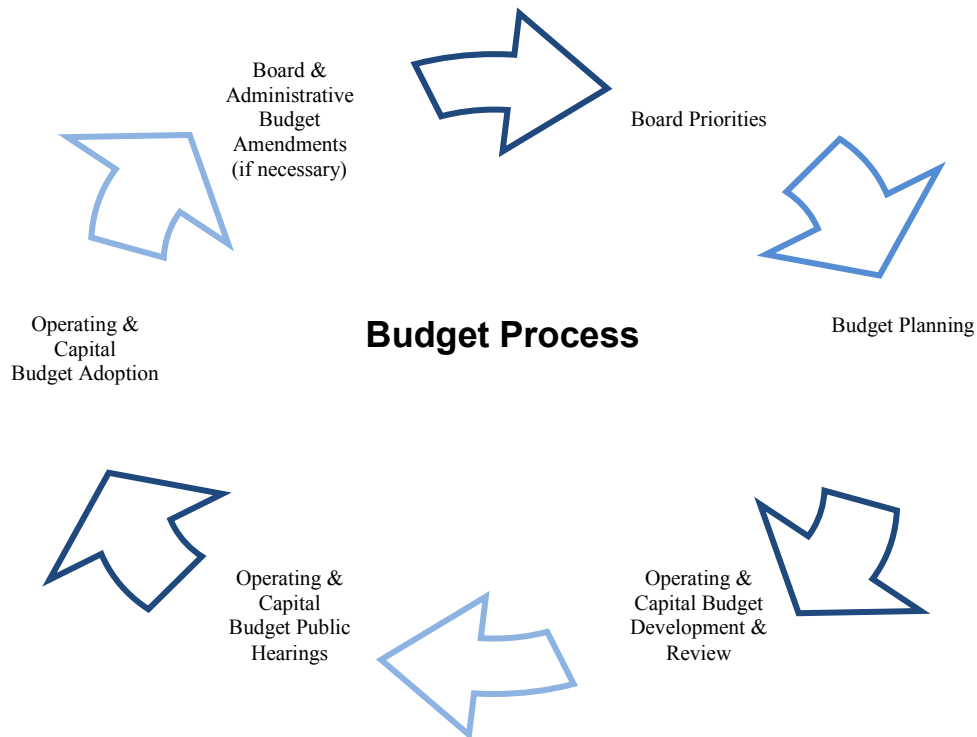 Board &
Administrative
Budget
Amendments
(if necessary)
Board Priorities
Budget Process
Budget Planning
Operating &
Capital
Budget Adoption
Operating &
Capital
Budget Public
Hearings
Operating &
Capital Budget
Development &
Review